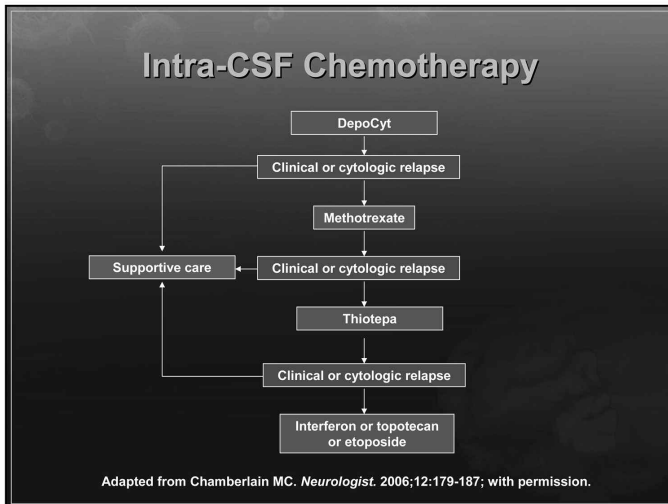 Intra-CSF Chemotherapy
DepoCyt
Clinical or cytologic relapse
Methotrexate
Supportive care
Clinical or cytologic relapse
Thiotepa
Clinical or cytologic relapse
Interferon or topotecan
or etoposide
Adapted from Chamberlain MC. Neurologist. 2006;12:179-187; with permission.